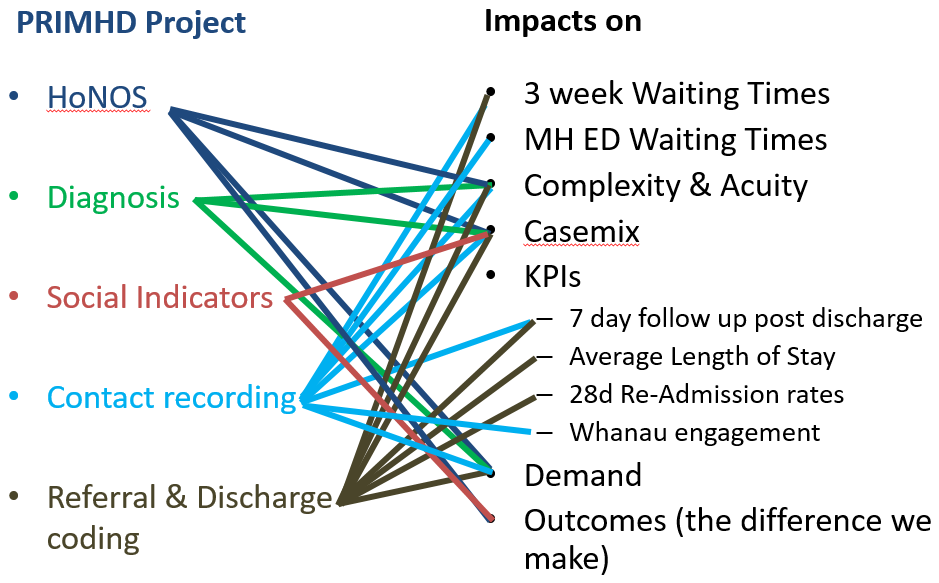 PRIMHD Project
• HoNOS
• Diagnosis
• Social Indicators
• Contact recording
• Referral & Discharge
coding
Impacts on
• 3 week Waiting Times
• MH ED Waiting Times
• Complexity & Acuity
• Casemix
• KPIs
– 7 day follow up post discharge
– Average Length of Stay
– 28d Re-Admission rates
– Whanau engagement
• Demand
• Outcomes (the difference we
make)